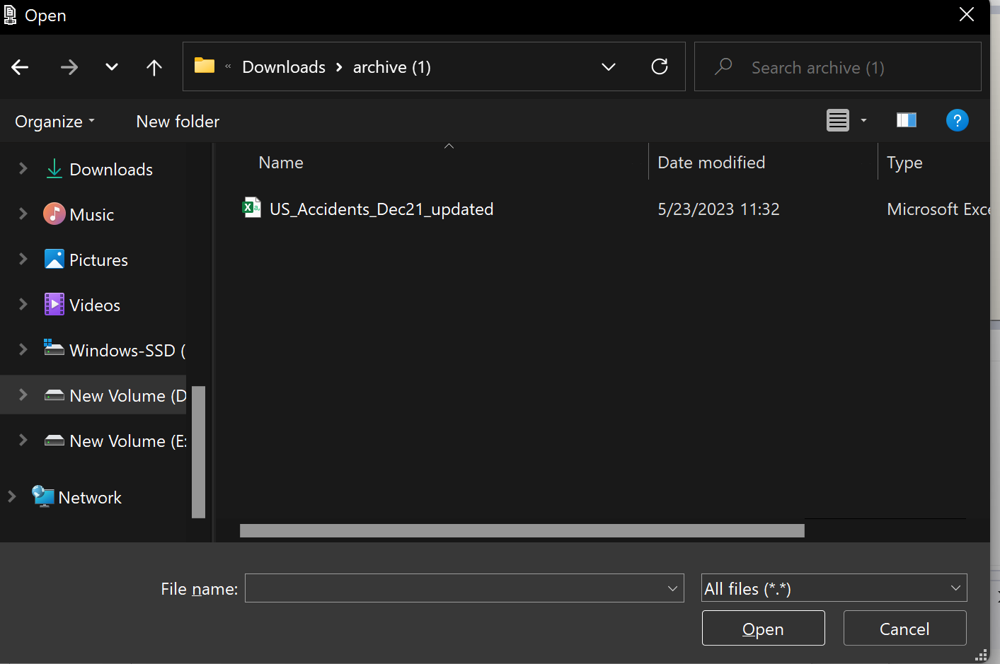 Open
« Downloads > archive (1)
Search archive (1)
Organize
New folder
?
Name
Date modified
Type
Downloads
Music
Pictures
Videos
Windows-SSD (
New Volume (D
New Volume (E:
Network
US_Accidents_Dec21_updated
5/23/2023 11:32
Microsoft Exce
File name:
All files (*.*)
Open
Cancel